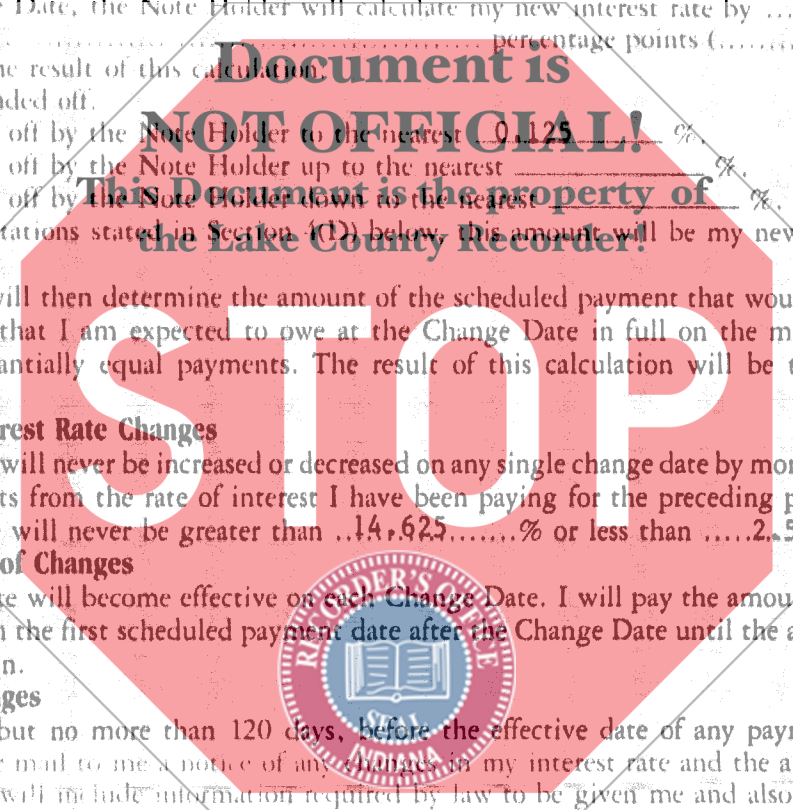 Date, the Note Holder will calculate my new interest rate by ...
.......... percentage points (........
ne result of this calculation.
nded off.
off by the Note Holder to the nearest 0.125 %.
off by the Note Holder up to the nearest ____________ %.
off by the Note Holder down to the nearest ____________ %.
tations stated in Section 4(D) below, this amount will be my new
Document is
NOT OFFICIAL!
This Document is the property of
the Lake County Recorder!
vill then determine the amount of the scheduled payment that wou
that I am expected to owe at the Change Date in full on the m
antially equal payments. The result of this calculation will be t
STOP
rest Rate Changes
will never be increased or decreased on any single change date by mor
ts from the rate of interest I have been paying for the preceding p
will never be greater than ..14.625.......% or less than .....2.5
of Changes
te will become effective on each Change Date. I will pay the amou
n the first scheduled payment date after the Change Date until the a
n.
nges
but no more than 120 days, before the effective date of any payn
r mail to me a notice of any changes in my interest rate and the a
will include information required by law to be given me and also
RECORDER'S OFFICE
SEAL
INDIANA